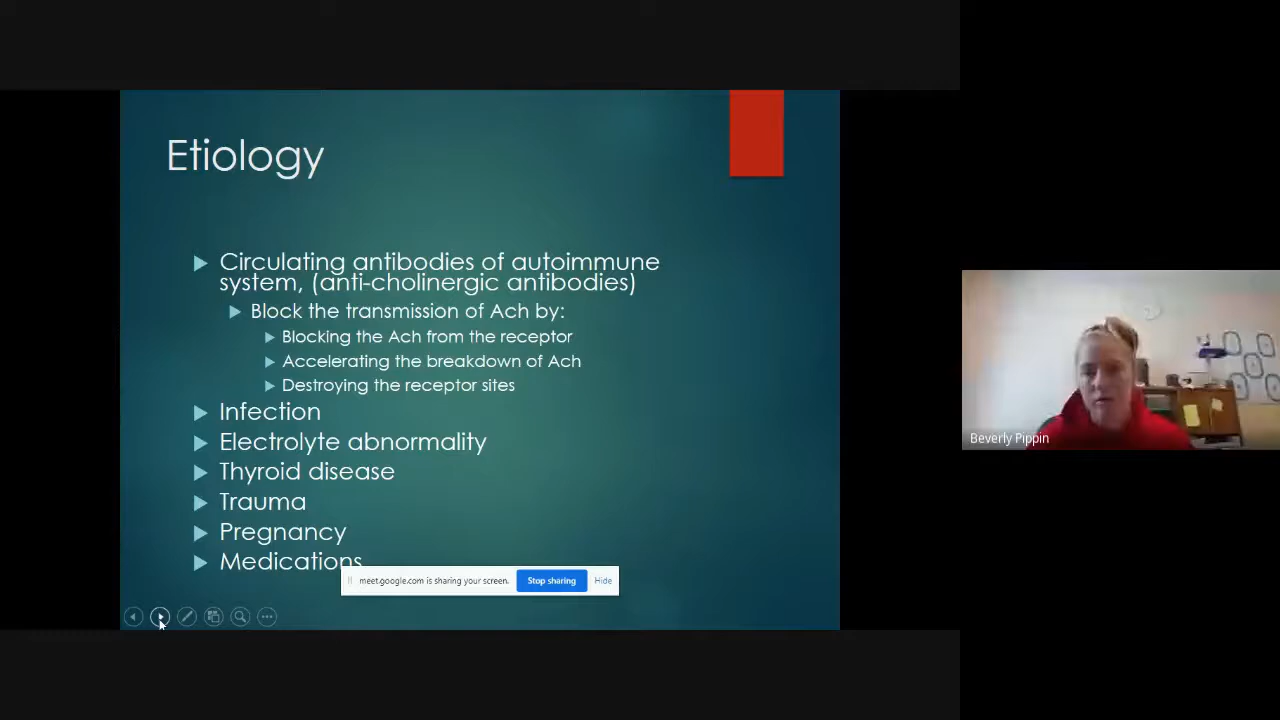 Etiology
Circulating antibodies of autoimmune
system, (anti-cholinergic antibodies)
Block the transmission of Ach by:
Blocking the Ach from the receptor
Accelerating the breakdown of Ach
Destroying the receptor sites
Infection
Electrolyte abnormality
Thyroid disease
Trauma
Pregnancy
Medications
meet.google.com is sharing your screen.
Stop sharing
Hide
Beverly Pippin